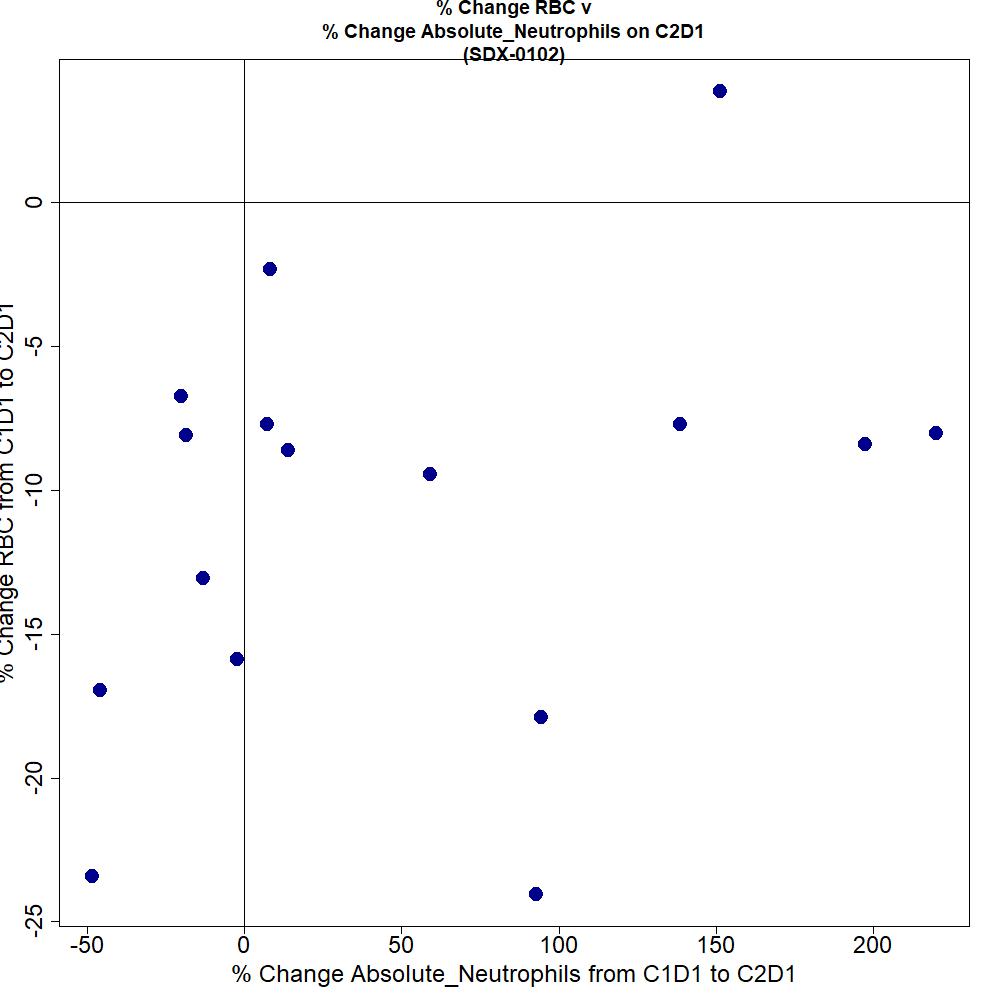 % Change RBC v
% Change Absolute_Neutrophils on C2D1
(SDX-0102)
% Change RBC from C1D1 to C2D1
0
-5
-10
-15
-20
-25
-50
0
50
100
150
200
% Change Absolute_Neutrophils from C1D1 to C2D1